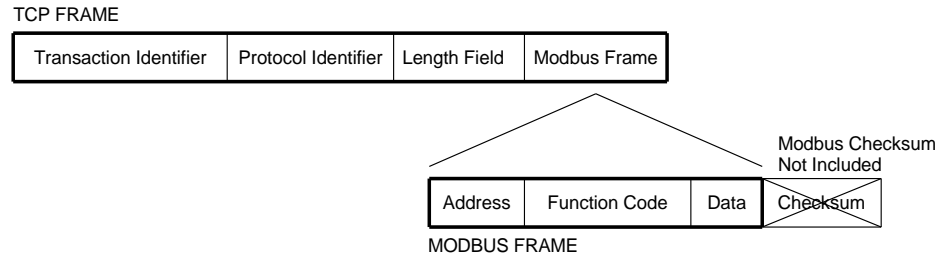 TCP FRAME
Transaction Identifier Protocol Identifier Length Field Modbus Frame
Modbus Checksum
Not Included
Address Function Code Data Checksum
MODBUS FRAME